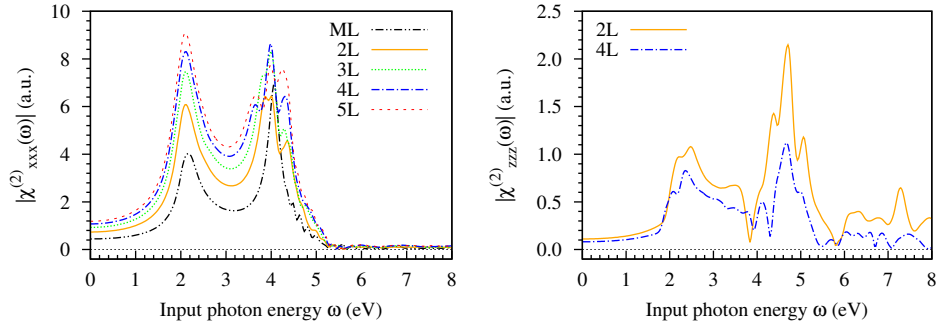 |χ(2)xxx(ω)| (a.u.)
10
8
6
4
2
0
ML
2L
3L
4L
5L
0 1 2 3 4 5 6 7 8
Input photon energy ω (eV)
|χ(2)zzz(ω)| (a.u.)
2.5
2.0
1.5
1.0
0.5
0.0
2L
4L
0 1 2 3 4 5 6 7 8
Input photon energy ω (eV)